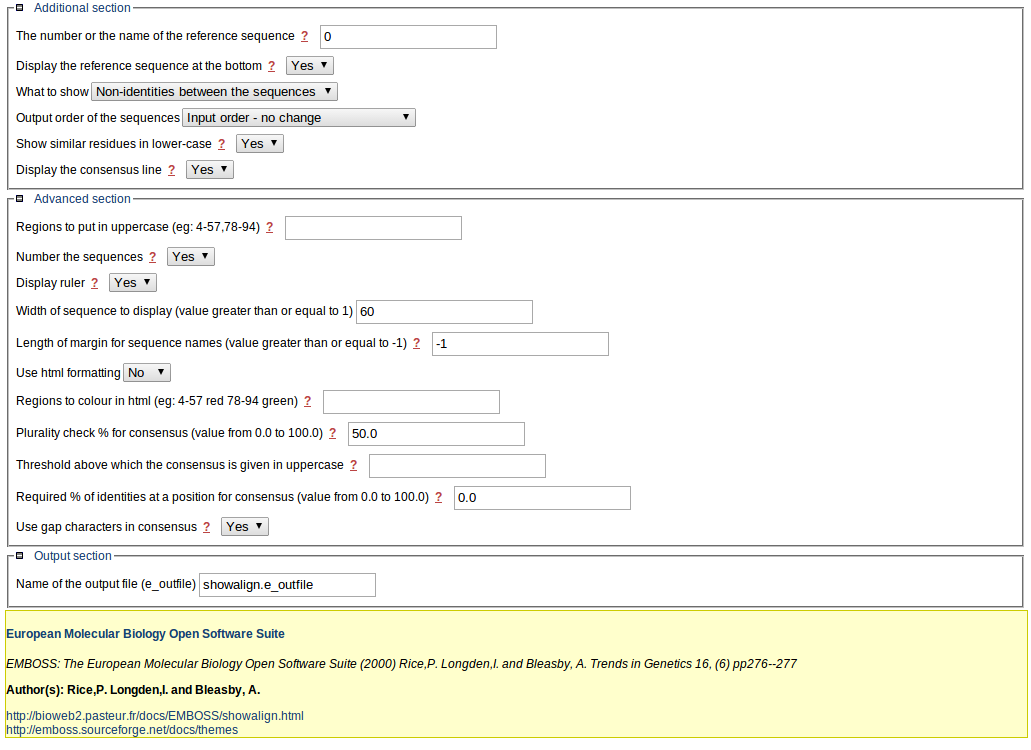 Additional section
The number or the name of the reference sequence ? 0
Display the reference sequence at the bottom ? Yes
What to show Non-identities between the sequences
Output order of the sequences Input order - no change
Show similar residues in lower-case ? Yes
Display the consensus line ? Yes
Advanced section
Regions to put in uppercase (eg: 4-57,78-94) ?
Number the sequences ? Yes
Display ruler ? Yes
Width of sequence to display (value greater than or equal to 1) 60
Length of margin for sequence names (value greater than or equal to -1) ? -1
Use html formatting No
Regions to colour in html (eg: 4-57 red 78-94 green) ?
Plurality check % for consensus (value from 0.0 to 100.0) ? 50.0
Threshold above which the consensus is given in uppercase ?
Required % of identities at a position for consensus (value from 0.0 to 100.0) ? 0.0
Use gap characters in consensus ? Yes
Output section
Name of the output file (e_outfile) showalign.e_outfile
European Molecular Biology Open Software Suite
EMBOSS: The European Molecular Biology Open Software Suite (2000) Rice,P. Longden,I. and Bleasby, A. Trends in Genetics 16, (6) pp276--277
Author(s): Rice,P. Longden,I. and Bleasby, A.
http://bioweb2.pasteur.fr/docs/EMBOSS/showalign.html
http://emboss.sourceforge.net/docs/themes